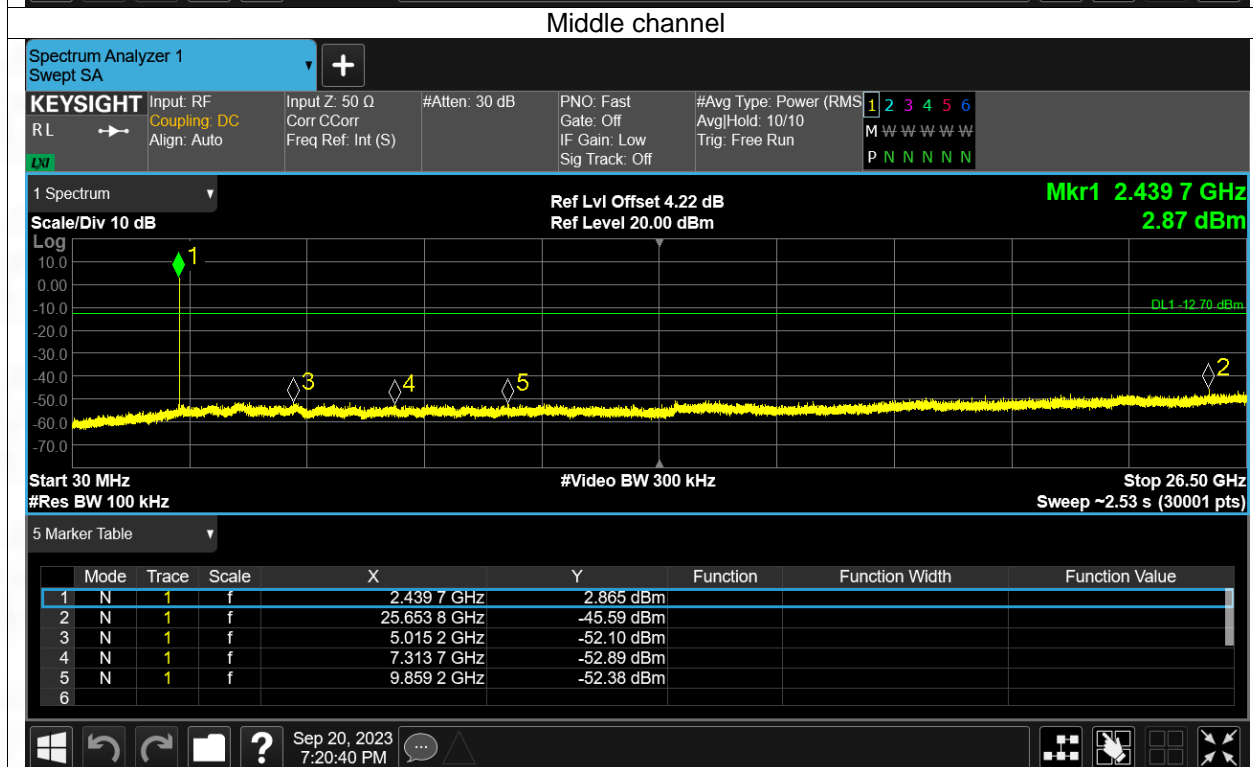 Middle channel
Spectrum Analyzer 1
Swept SA
+
KEYSIGHT
RL
LXI
Input: RF
Coupling: DC
Align: Auto
Input Z: 50 Ω
Corr CCorr
Freq Ref: Int (S)
#Atten: 30 dB
PNO: Fast
Gate: Off
IF Gain: Low
Sig Track: Off
#Avg Type: Power (RMS
Avg|Hold: 10/10
Trig: Free Run
1 2 3 4 5 6
M W W W W W
P N N N N N
1 Spectrum
Scale/Div 10 dB
Ref Lvl Offset 4.22 dB
Ref Level 20.00 dBm
Mkr1 2.439 7 GHz
2.87 dBm
Log
10.0
0.00
-10.0
-20.0
-30.0
-40.0
-50.0
-60.0
-70.0
1
DL1 -12.70 dBm
3
4
5
2
Start 30 MHz
#Video BW 300 kHz
Stop 26.50 GHz
#Res BW 100 kHz
Sweep ~2.53 s (30001 pts)
5 Marker Table
Mode Trace Scale X Y Function Function Width Function Value
1 N 1 f 2.439 7 GHz 2.865 dBm
2 N 1 f 25.653 8 GHz -45.59 dBm
3 N 1 f 5.015 2 GHz -52.10 dBm
4 N 1 f 7.313 7 GHz -52.89 dBm
5 N 1 f 9.859 2 GHz -52.38 dBm
6
?
Sep 20, 2023
7:20:40 PM